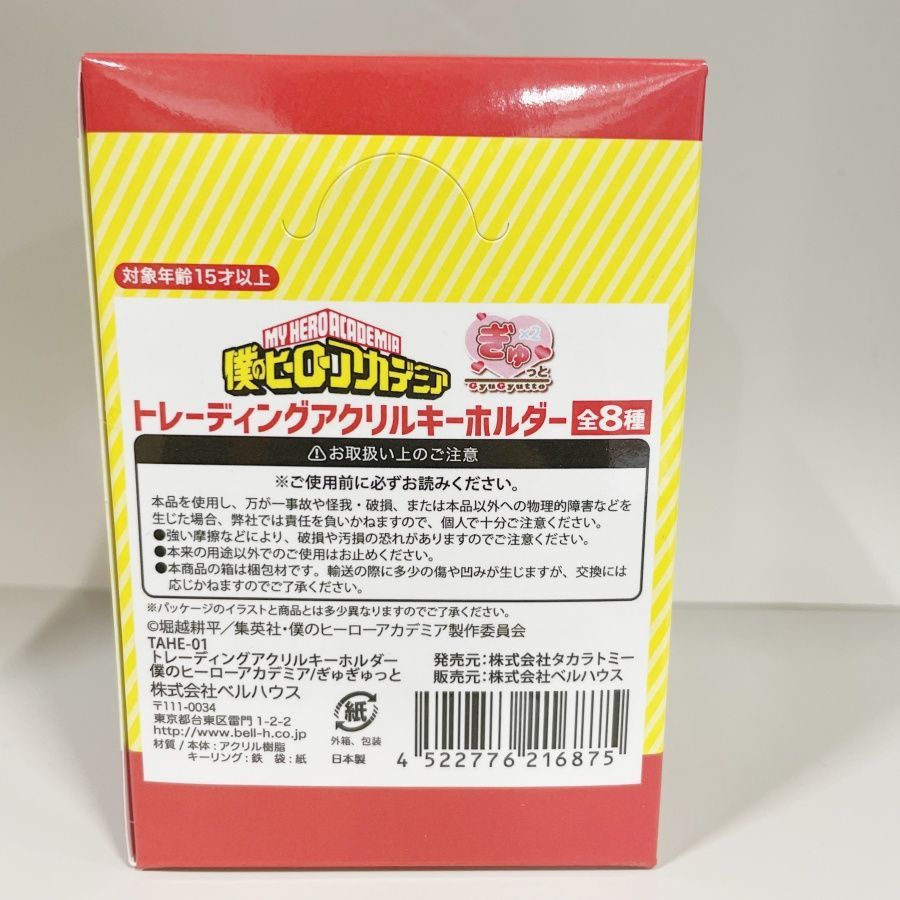 対象年齢15才以上
MY HERO ACADEMIA
僕のヒーローアカデミア
ぎゅ×2っと
GyuGyutto
トレーディングアクリルキーホルダー 全8種
⚠お取扱い上のご注意
※ご使用前に必ずお読みください。
本品を使用し、万が一事故や怪我・破損、または本品以外への物理的障害などを
生じた場合、弊社では責任を負いかねますので、個人で十分ご注意ください。
●強い摩擦などにより、破損や汚損の恐れがありますのでご注意ください。
●本来の用途以外でのご使用はお止めください。
●本商品の箱は梱包材です。輸送の際に多少の傷や凹みが生じますが、交換には
応じかねますのでご了承ください。
※パッケージのイラストと商品とは多少異なりますのでご了承ください。
©堀越耕平／集英社・僕のヒーローアカデミア製作委員会
TAHE-01
トレーディングアクリルキーホルダー
僕のヒーローアカデミア/ぎゅぎゅっと
発売元：株式会社タカラトミー
販売元：株式会社ベルハウス
株式会社ベルハウス
〒111-0034
東京都台東区雷門 1-2-2
http://www.bell-h.co.jp
材質 / 本体：アクリル樹脂
キーリング：鉄 袋：紙
紙
外箱、包装
日本製
4 522776 216875